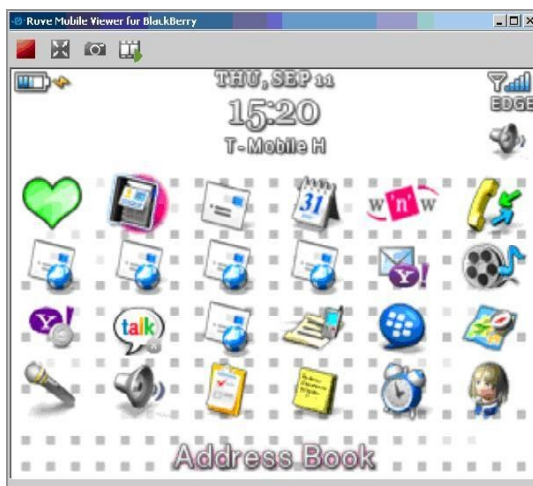 Ruve Mobile Viewer for BlackBerry
THU, SEP 11
15:20
T-Mobile H
EDGE
31
w 'n' w
Y!
Y!
talk
Address Book